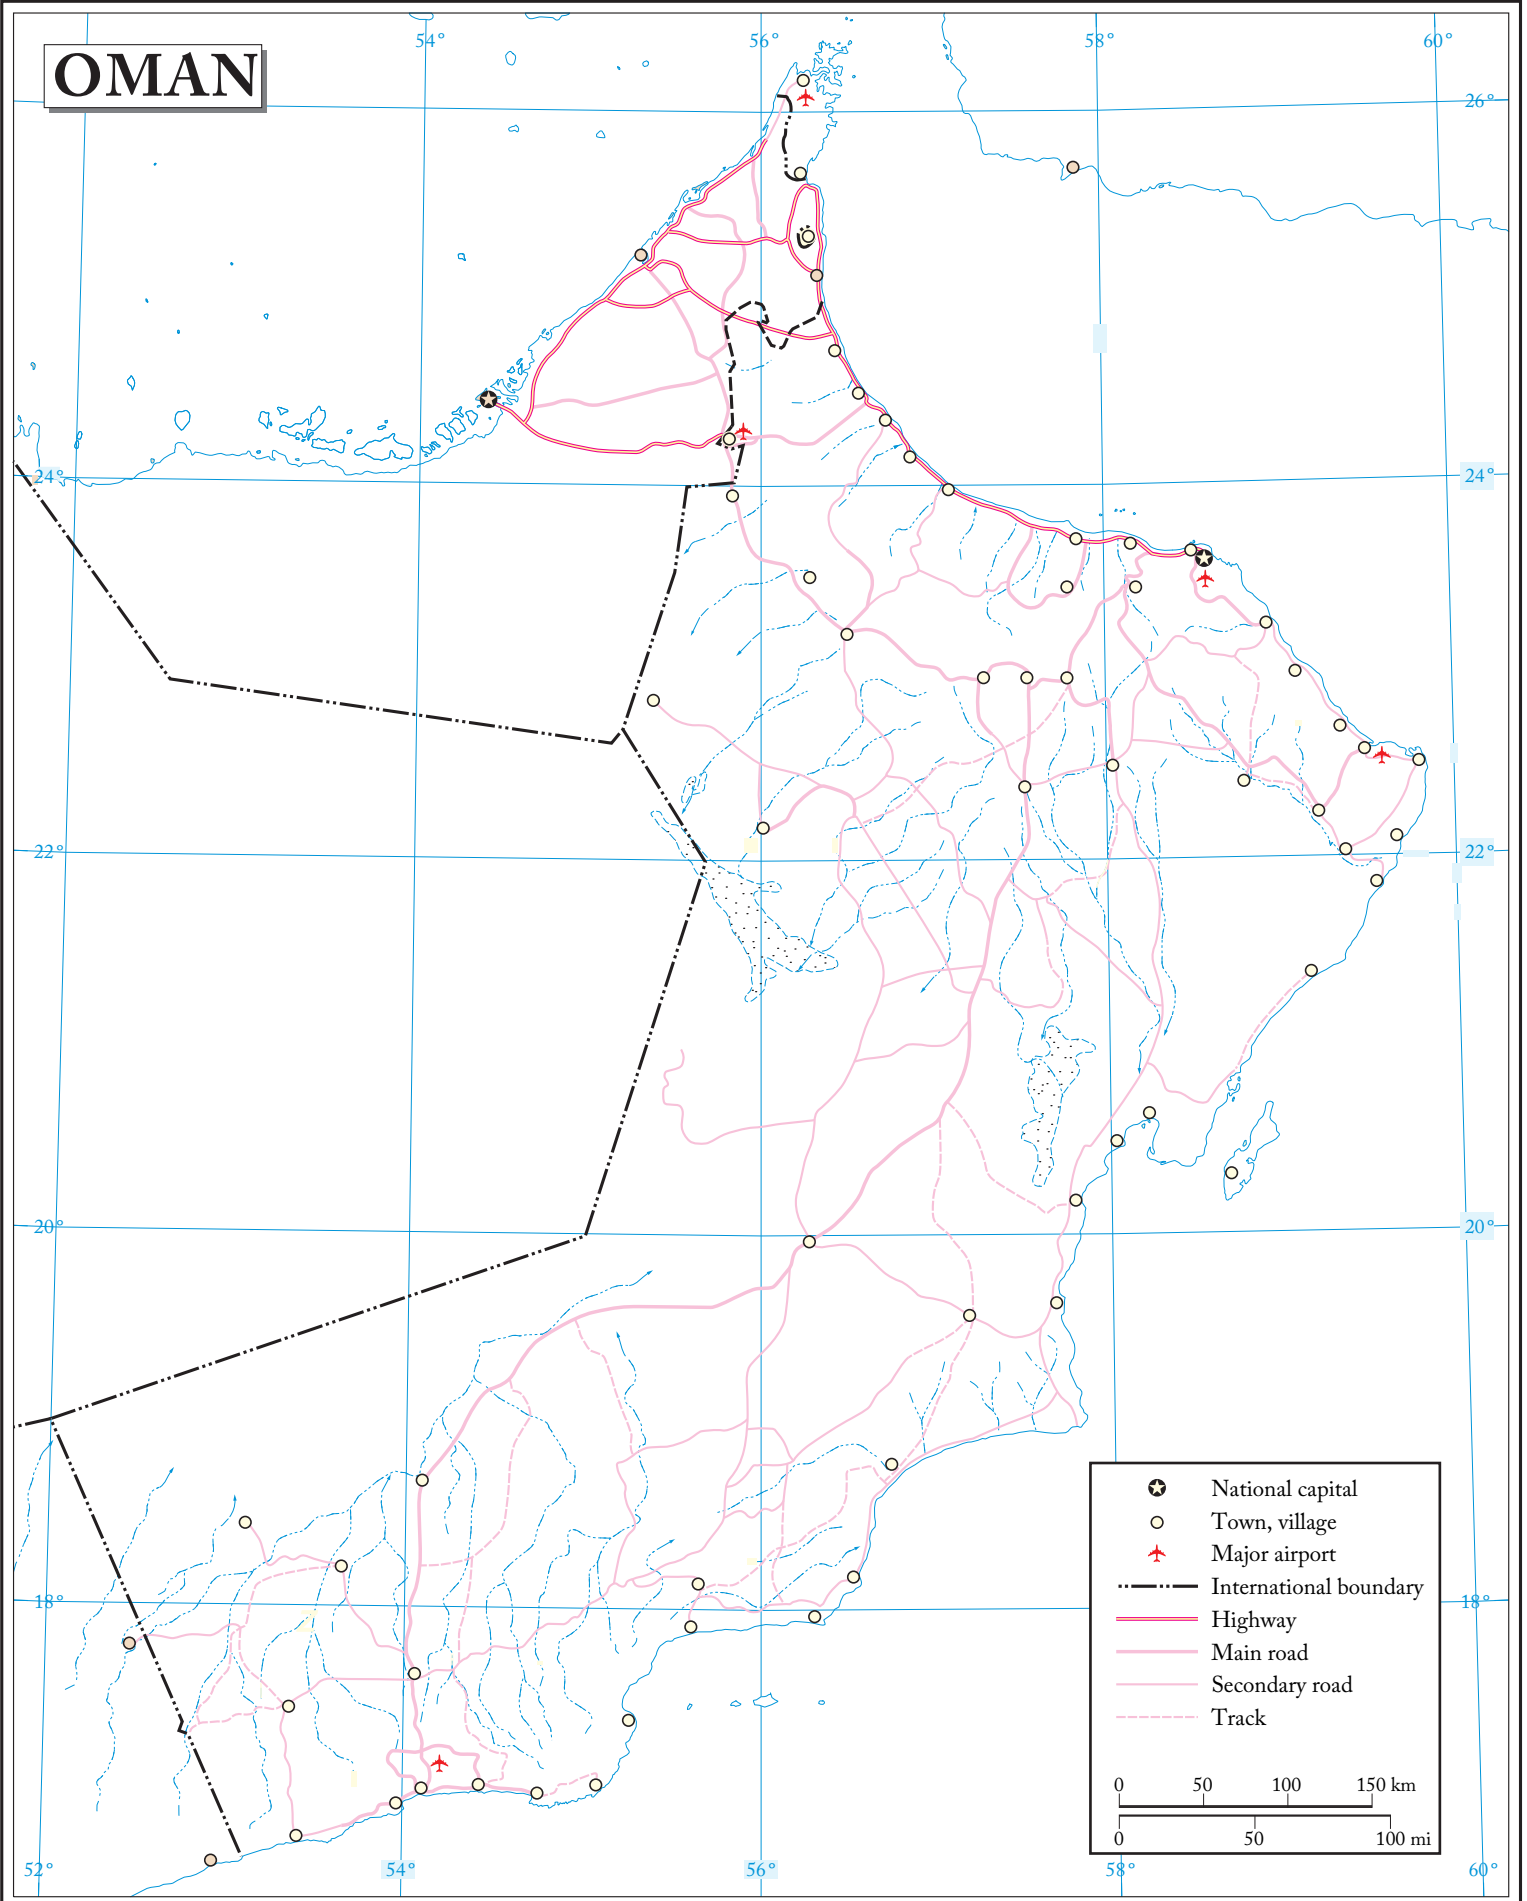 54°
56°
58°
60°
OMAN
26°
24°
24°
22°
22°
20°
20°
18°
18°
National capital
Town, village
Major airport
International boundary
Highway
Main road
Secondary road
Track
0 50 100 150 km
0 50 100 mi
52°
54°
56°
58°
60°